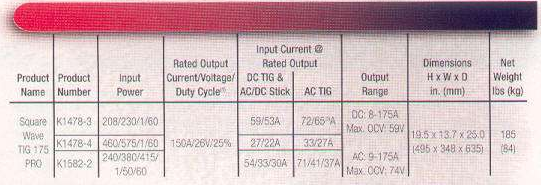 Product Name
Product Number
Input Power
Rated Output Current/Voltage/ Duty Cycle⁽¹⁾
Input Current @ Rated Output
DC TIG & AC/DC Stick
AC TIG
Output Range
Dimensions H x W x D in. (mm)
Net Weight lbs (kg)
Square Wave TIG 175 PRO
K1478-3
208/230/1/60
150A/26V/25%
59/53A
72/65A
DC: 8-175A
Max. OCV: 59V
19.5 x 13.7 x 25.0
(495 x 348 x 635)
185
(84)
K1478-4
460/575/1/60
27/22A
33/27A
K1582-2
240/380/415/
1/50/60
54/33/30A
71/41/37A
AC: 9-175A
Max. OCV: 74V